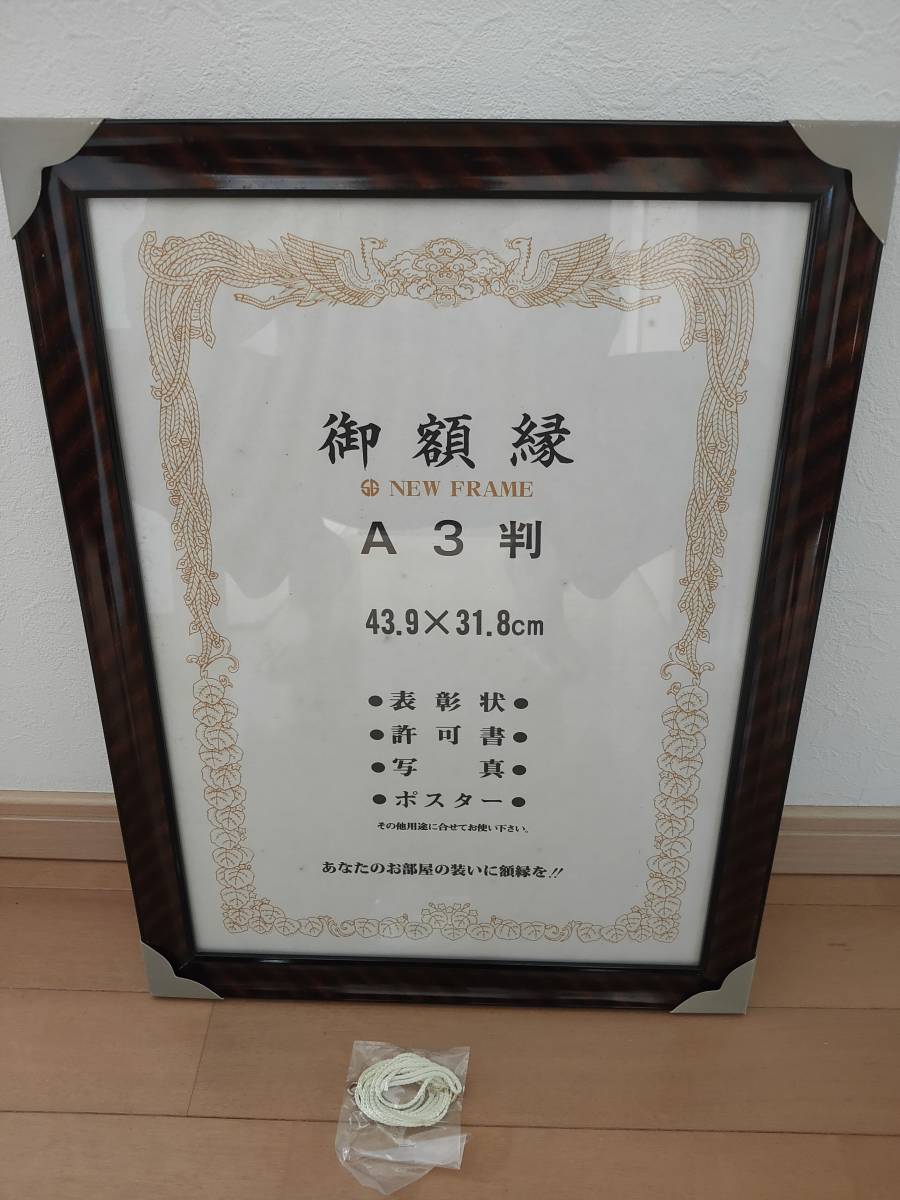 御額縁
SG NEW FRAME
A3判
43.9×31.8cm
●表彰状●
●許可書●
●写真●
●ポスター●
その他用途に合せてお使い下さい。
あなたのお部屋の装いに額縁を!!